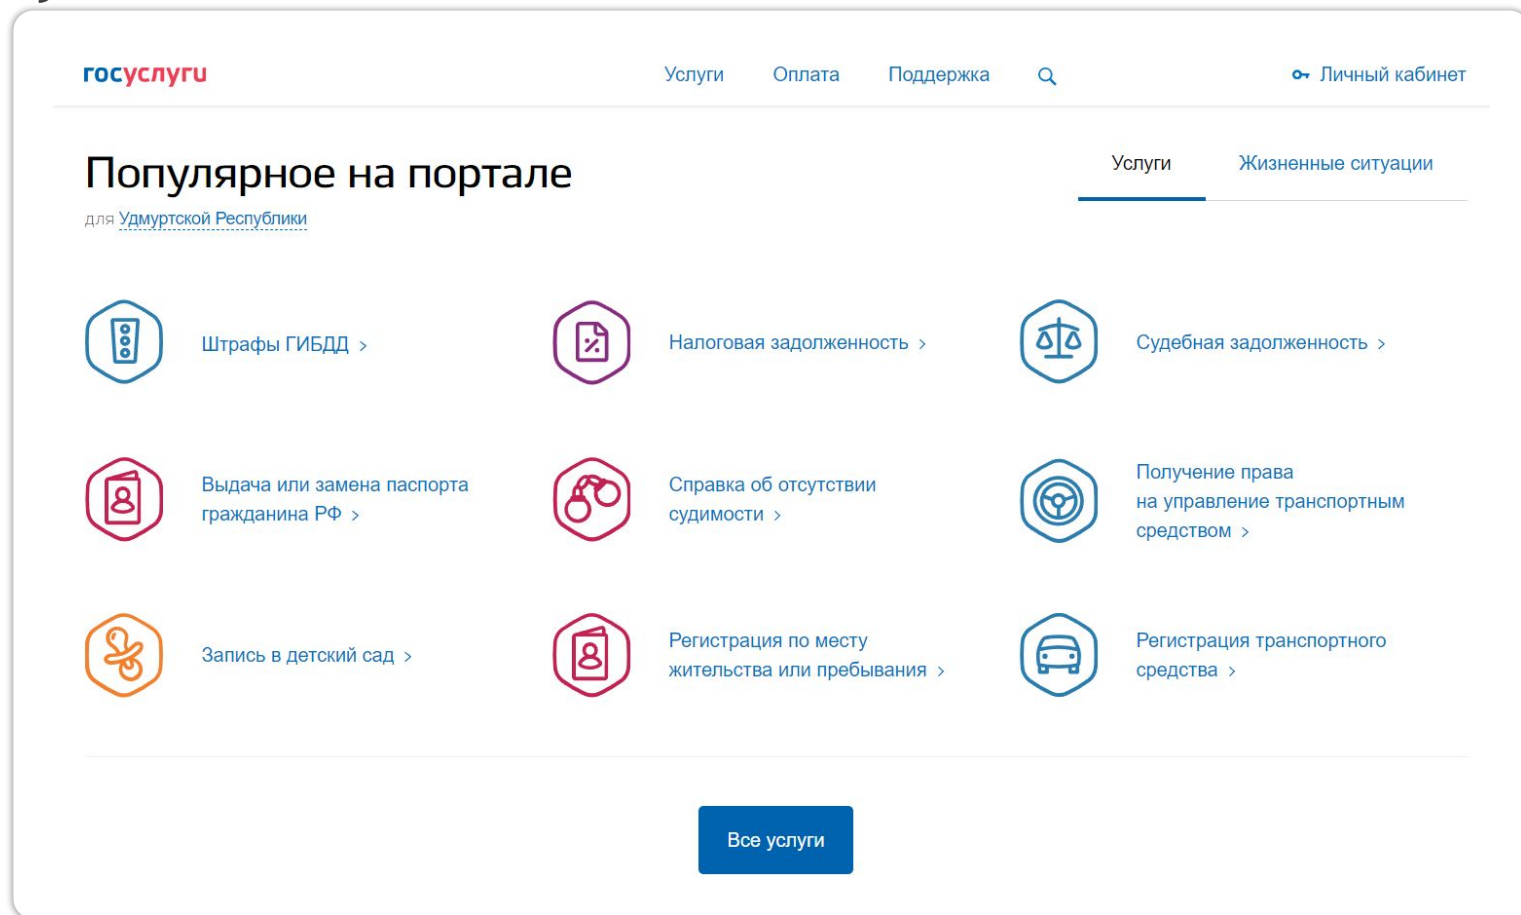 госуслуги
Услуги Оплата Поддержка Личный кабинет
Популярное на портале
Услуги Жизненные ситуации
для Удмуртской Республики
Штрафы ГИБДД >
Налоговая задолженность >
Судебная задолженность >
Выдача или замена паспорта
гражданина РФ >
Справка об отсутствии
судимости >
Получение права
на управление транспортным
средством >
Запись в детский сад >
Регистрация по месту
жительства или пребывания >
Регистрация транспортного
средства >
Все услуги